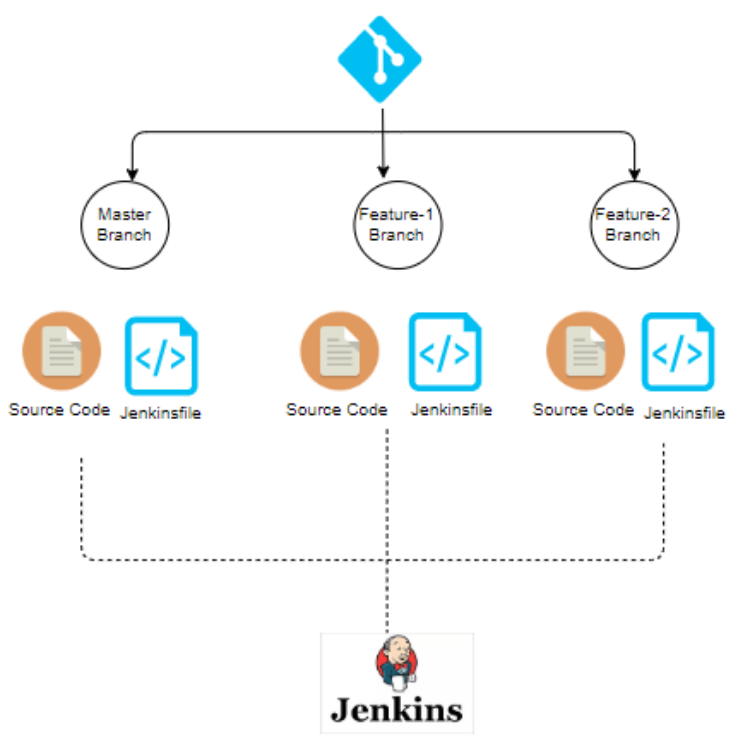 Master
Branch
Feature-1
Branch
Feature-2
Branch
Source Code
Jenkinsfile
Source Code
Jenkinsfile
Source Code
Jenkinsfile
Jenkins